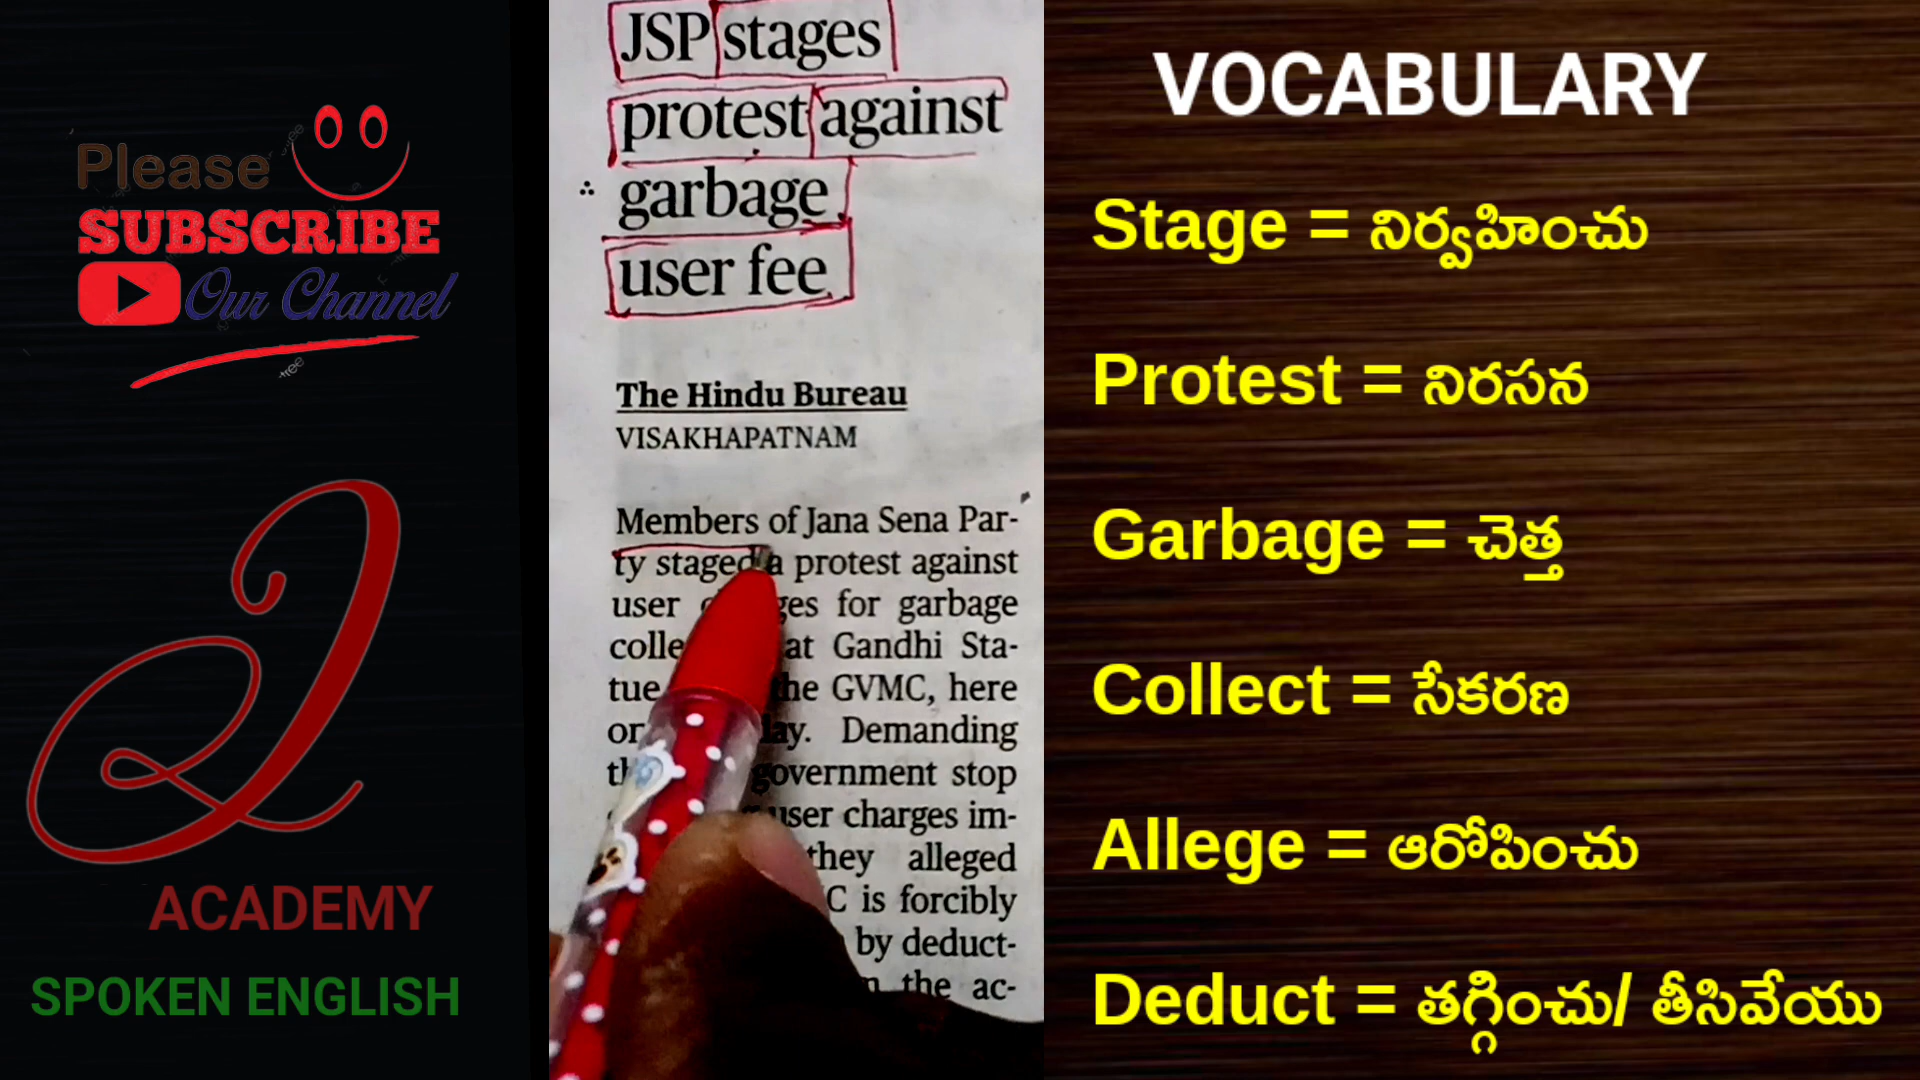 Please
SUBSCRIBE
Our Channel
ACADEMY
SPOKEN ENGLISH
JSP stages
protest against
garbage
user fee
The Hindu Bureau
VISAKHAPATNAM
Members of Jana Sena Par-
ty staged a protest against
user for garbage
at Gandhi Sta-
tue GVMC, here
Demanding
government stop
user charges im-
they alleged
is forcibly
by deduct-
the ac-
VOCABULARY
Stage = నిర్వహించు
Protest = నిరసన
Garbage = చెత్త
Collect = సేకరణ
Allege = ఆరోపించు
Deduct = తగ్గించు/ తీసివేయు